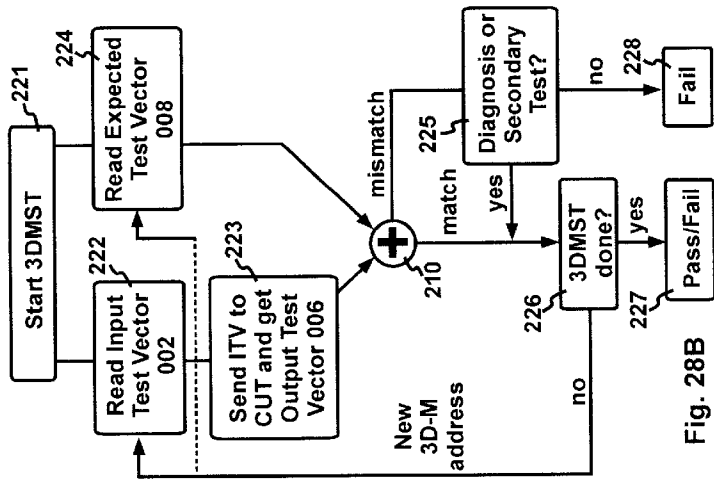 221
Start 3DMST
222
224
Read Input
Test Vector
002
Read Expected
Test Vector
008
223
Send ITV to
CUT and get
Output Test
Vector 006
210
mismatch
match
225
Diagnosis or
Secondary
Test?
yes
no
New
3D-M
address
226
3DMST
done?
no
yes
227
Pass/Fail
228
Fail
Fig. 28B